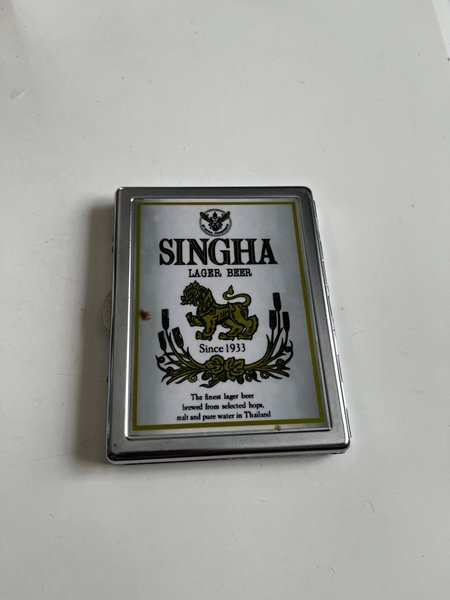 SINGHA
LAGER BEER
Since 1933
The finest lager beer
brewed from selected hops,
malt and pure water in Thailand